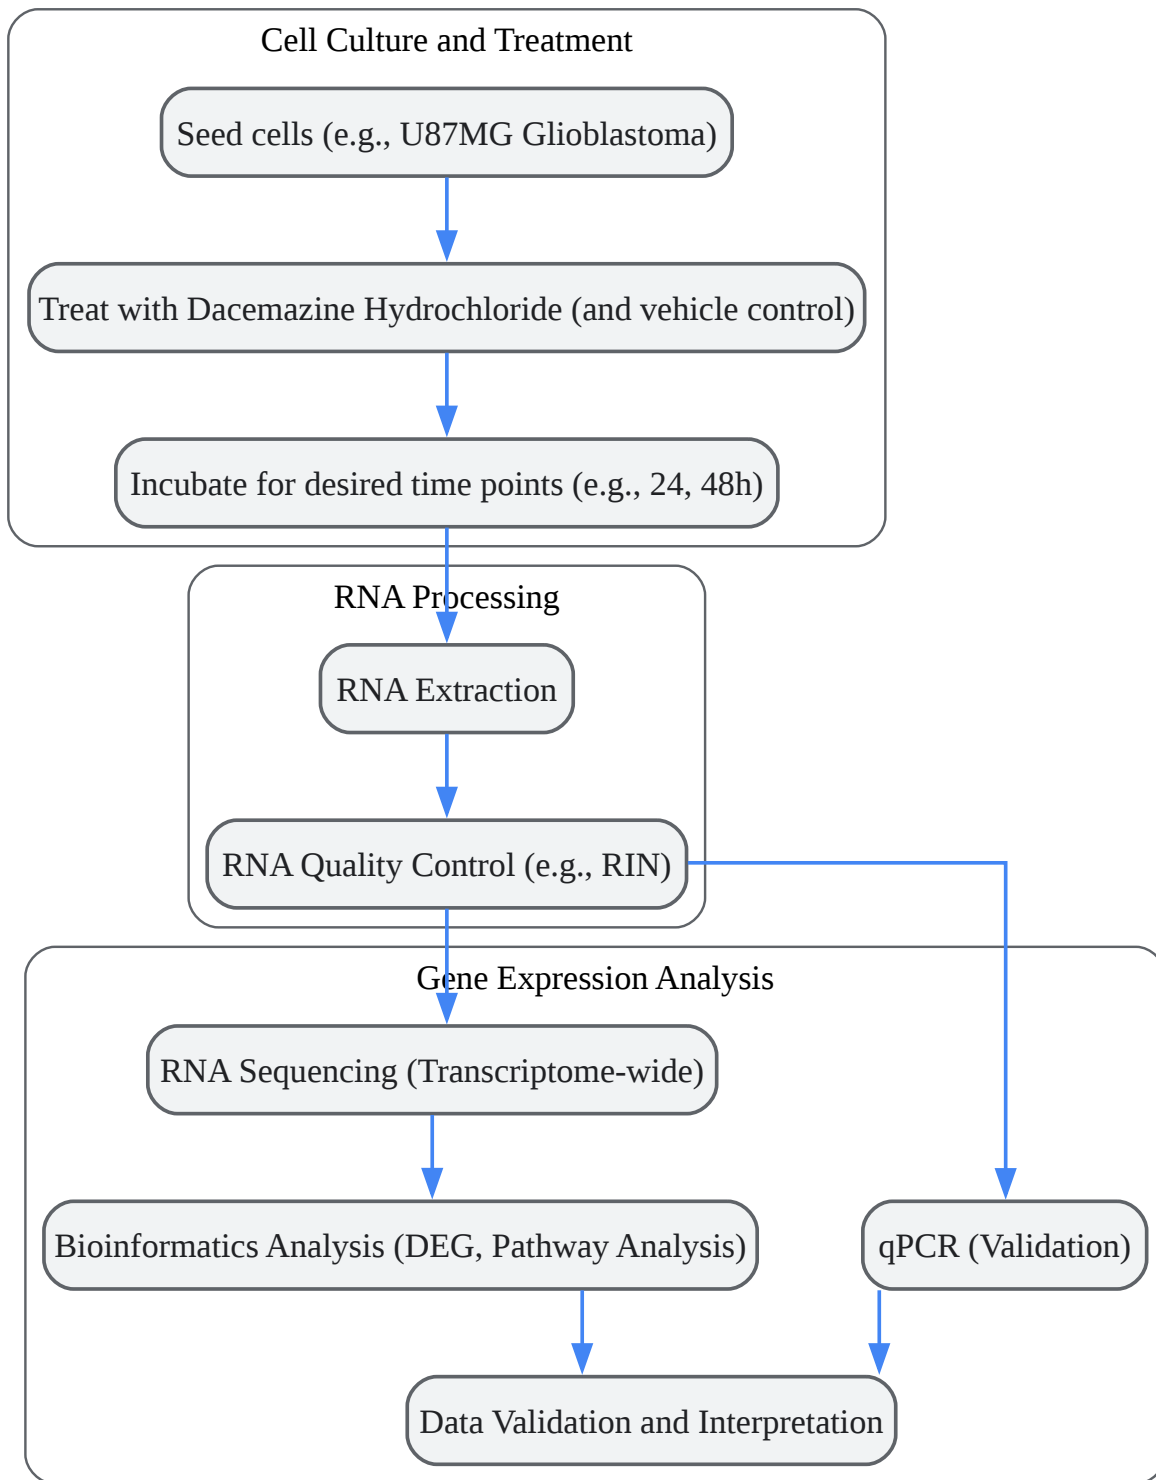 Cell Culture and Treatment
Seed cells (e.g., U87MG Glioblastoma)
Treat with Dacemazine Hydrochloride (and vehicle control)
Incubate for desired time points (e.g., 24, 48h)
RNA Processing
RNA Extraction
RNA Quality Control (e.g., RIN)
Gene Expression Analysis
RNA Sequencing (Transcriptome-wide)
Bioinformatics Analysis (DEG, Pathway Analysis)
qPCR (Validation)
Data Validation and Interpretation